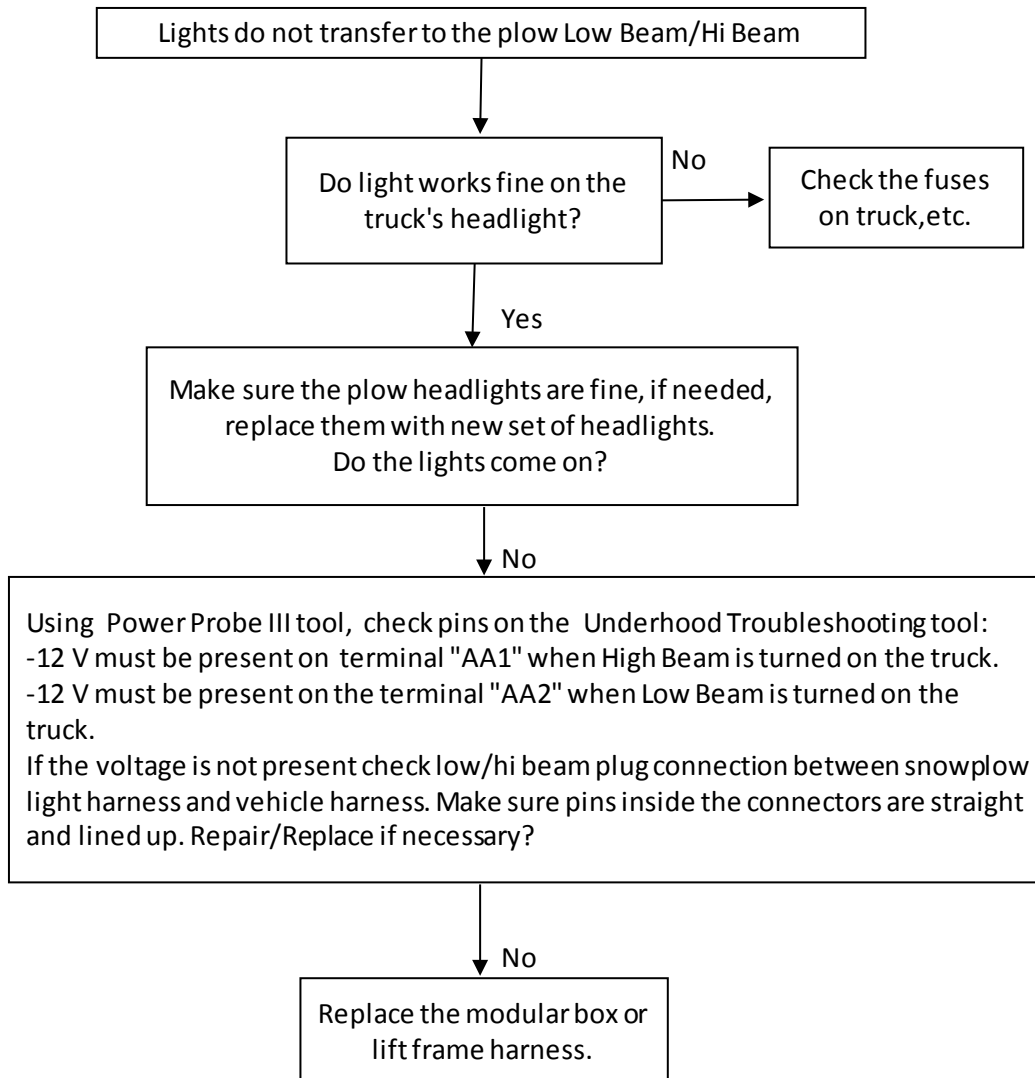 Lights do not transfer to the plow Low Beam/Hi Beam
Do light works fine on the
truck's headlight?
No
Check the fuses
on truck,etc.
Yes
Make sure the plow headlights are fine, if needed,
replace them with new set of headlights.
Do the lights come on?
No
Using Power Probe III tool, check pins on the Underhood Troubleshooting tool:
-12 V must be present on terminal "AA1" when High Beam is turned on the truck.
-12 V must be present on the terminal "AA2" when Low Beam is turned on the
truck.
If the voltage is not present check low/hi beam plug connection between snowplow
light harness and vehicle harness. Make sure pins inside the connectors are straight
and lined up. Repair/Replace if necessary?
No
Replace the modular box or
lift frame harness.